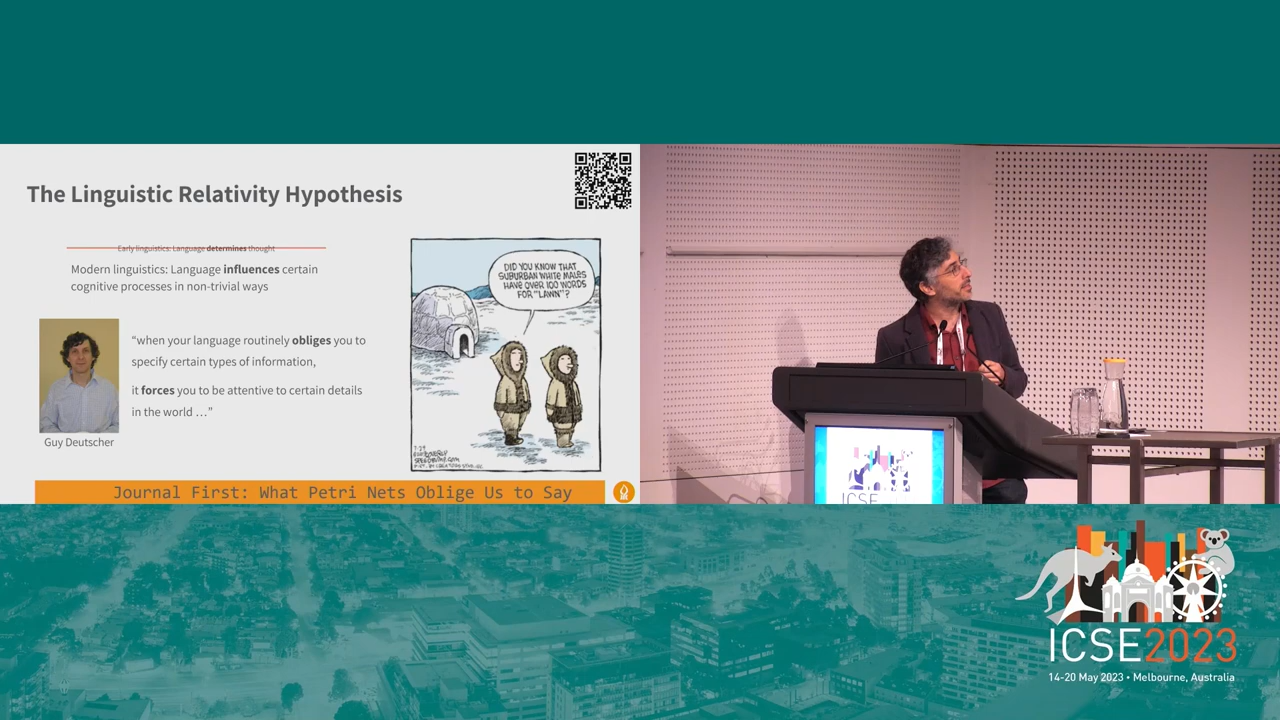 The Linguistic Relativity Hypothesis
Early linguistics: Language determines thought
Modern linguistics: Language influences certain
cognitive processes in non-trivial ways
"when your language routinely obliges you to
specify certain types of information,
it forces you to be attentive to certain details
in the world …"
Guy Deutscher
DID YOU KNOW THAT
SUBURBAN WHITE MALES
HAVE OVER 100 WORDS
FOR "LAWN"?
Journal First: What Petri Nets Oblige Us to Say
ICSE
ICSE2023
14-20 May 2023 • Melbourne, Australia